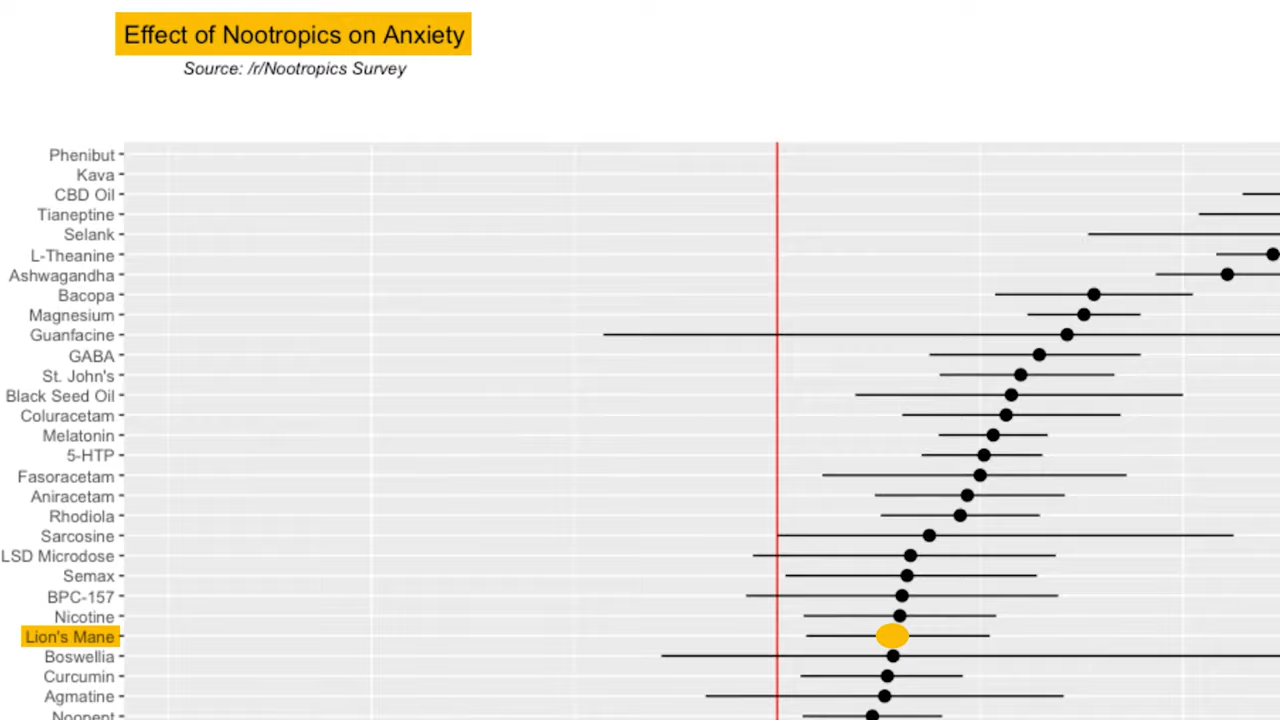 Effect of Nootropics on Anxiety
Source: /r/Nootropics Survey
Phenibut
Kava
CBD Oil
Tianeptine
Selank
L-Theanine
Ashwagandha
Bacopa
Magnesium
Guanfacine
GABA
St. John's
Black Seed Oil
Coluracetam
Melatonin
5-HTP
Fasoracetam
Aniracetam
Rhodiola
Sarcosine
LSD Microdose
Semax
BPC-157
Nicotine
Lion's Mane
Boswellia
Curcumin
Agmatine
Noopept